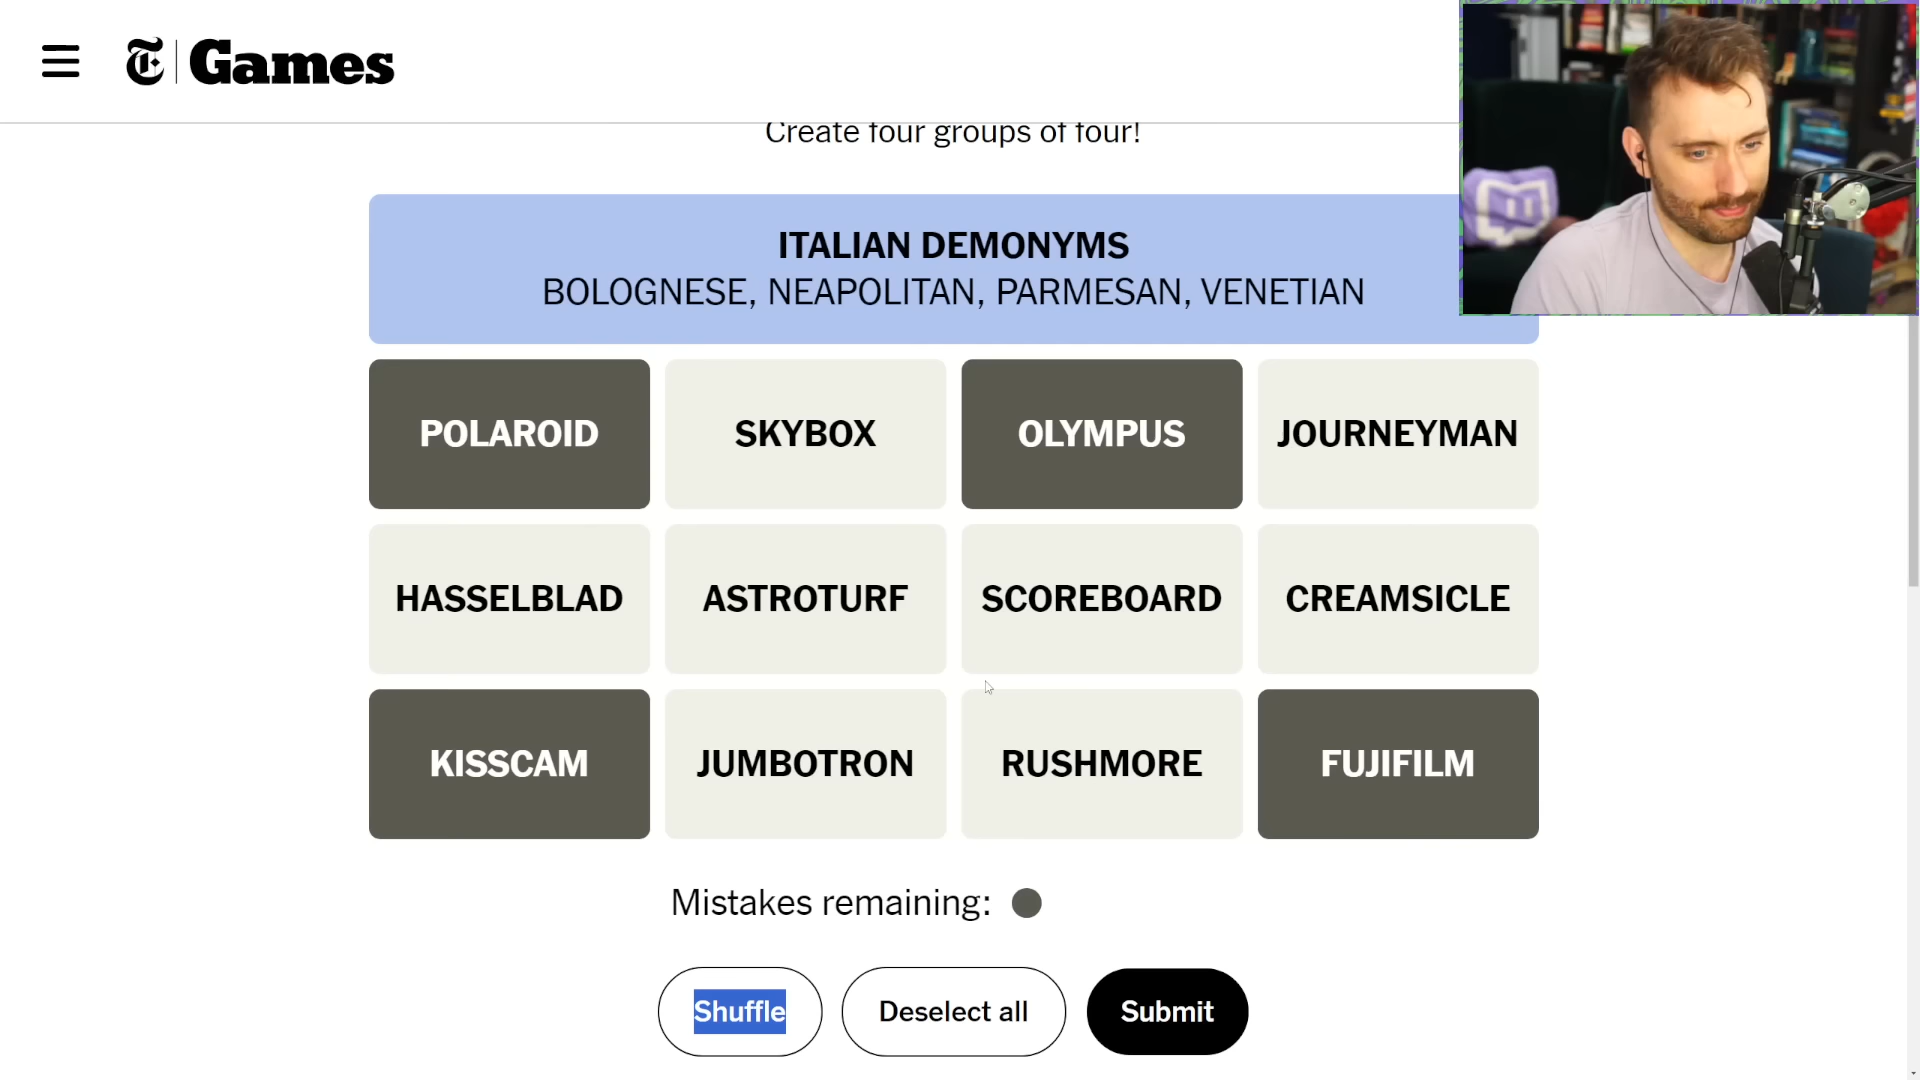 Games
Create four groups of four!
ITALIAN DEMONYMS
BOLOGNESE, NEAPOLITAN, PARMESAN, VENETIAN
POLAROID SKYBOX OLYMPUS JOURNEYMAN
HASSELBLAD ASTROTURF SCOREBOARD CREAMSICLE
KISSCAM JUMBOTRON RUSHMORE FUJIFILM
Mistakes remaining:
Shuffle Deselect all Submit